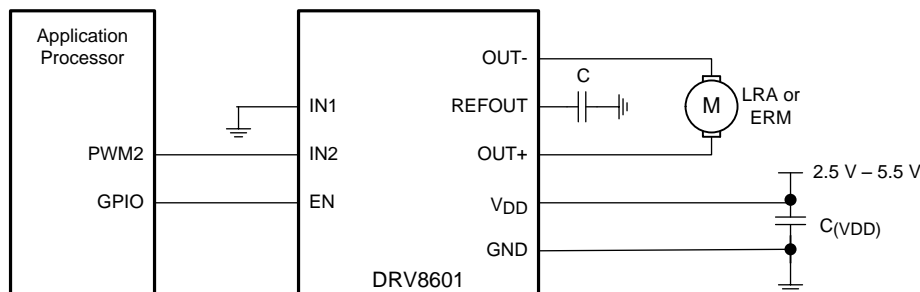 Application
Processor
PWM2
GPIO
IN1
IN2
EN
DRV8601
OUT-
REFOUT
OUT+
VDD
GND
C
M
LRA or
ERM
2.5 V – 5.5 V
C(VDD)